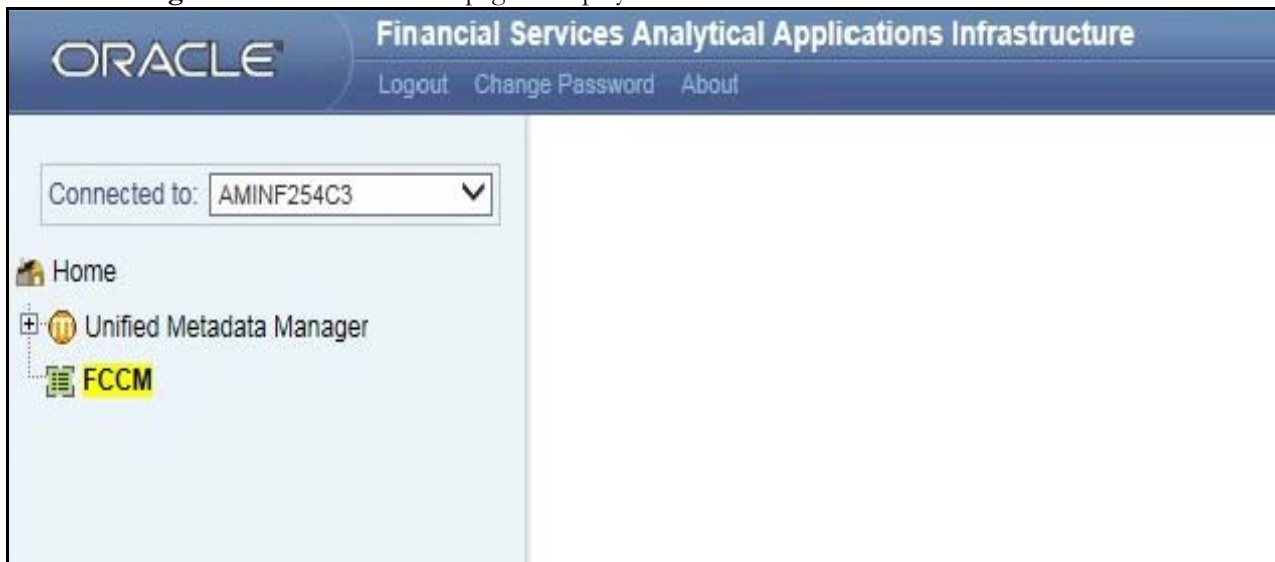 ORACLE
Financial Services Analytical Applications Infrastructure
Logout Change Password About
Connected to: AMINF254C3
Home
Unified Metadata Manager
FCCM